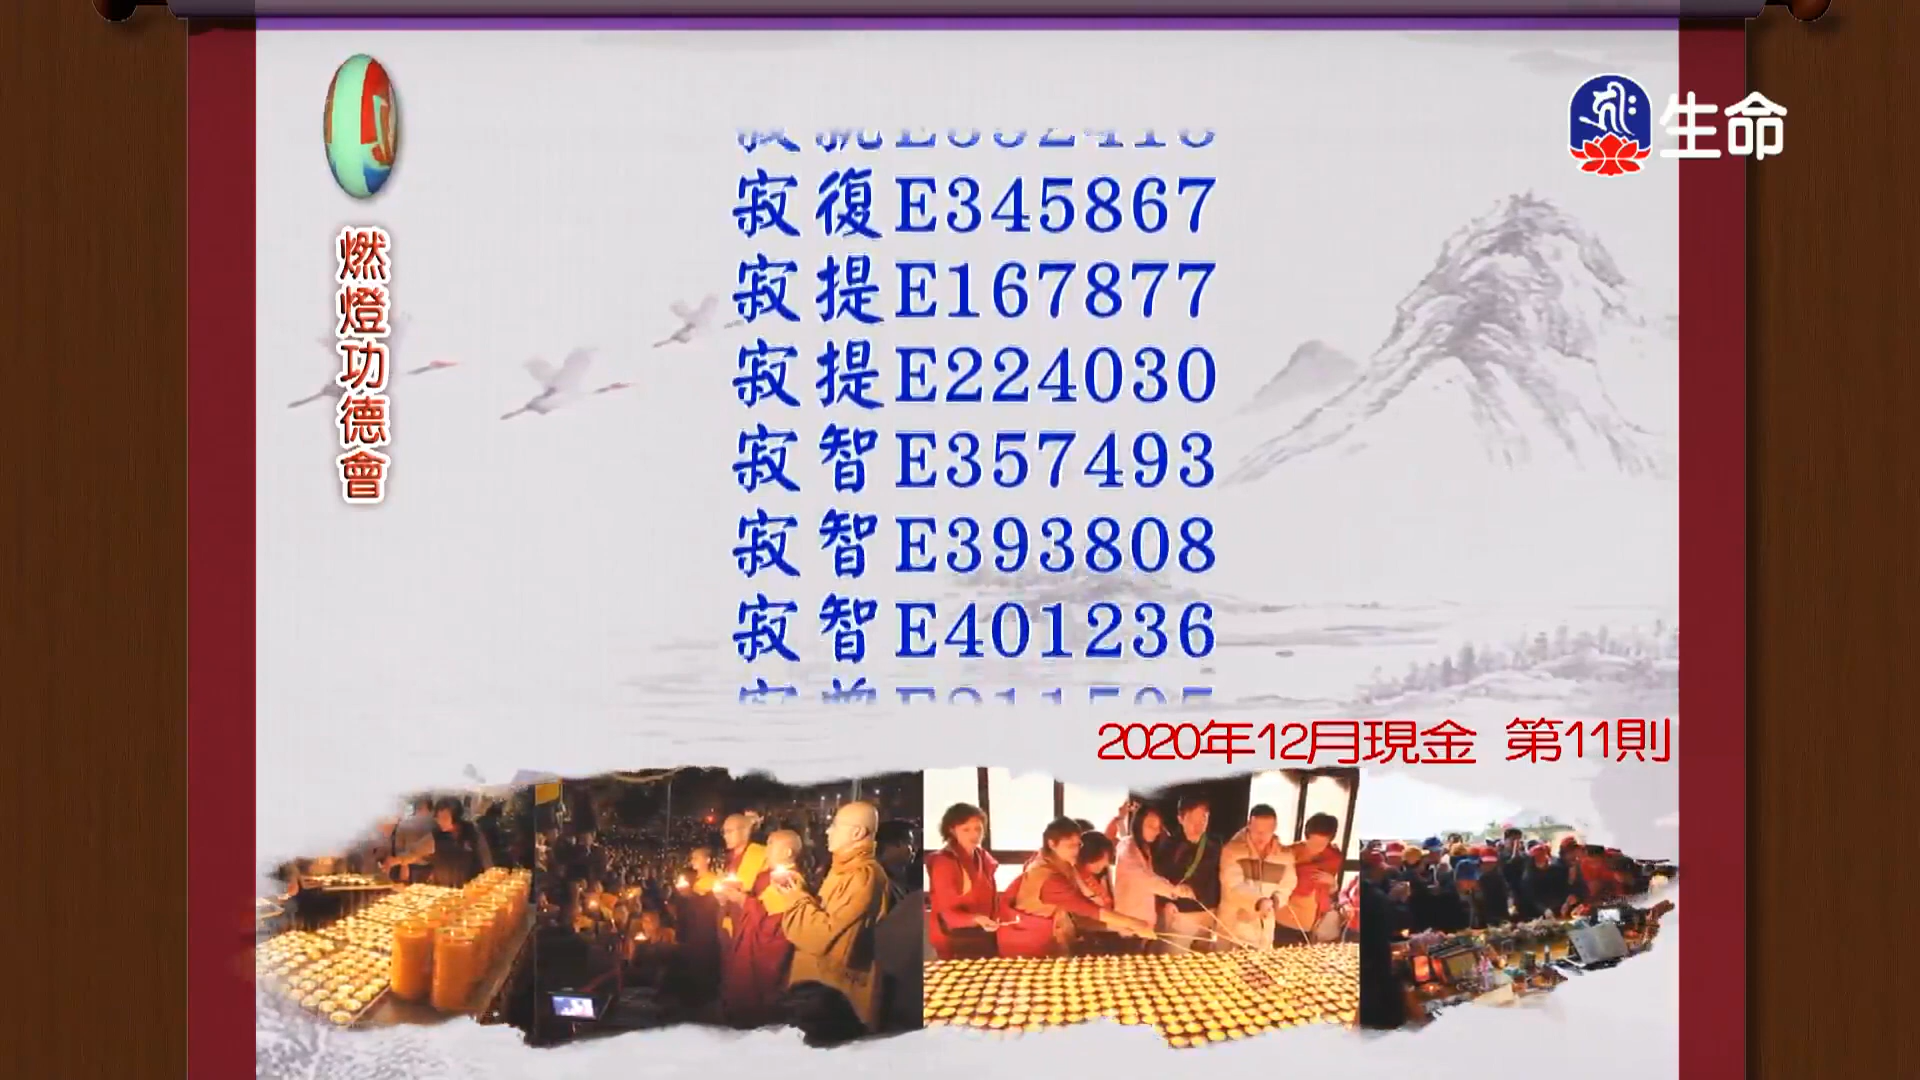 生命
燃燈功德會
寂復E345867
寂提E167877
寂提E224030
寂智E357493
寂智E393808
寂智E401236
2020年12月現金 第11則